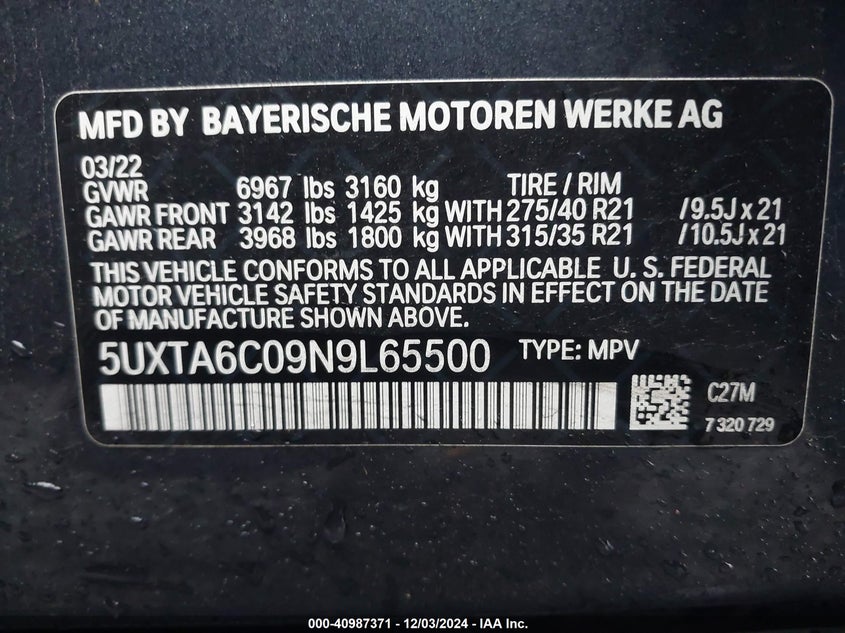 MFD BY BAYERISCHE MOTOREN WERKE AG
03/22
GVWR 6967 lbs 3160 kg TIRE / RIM
GAWR FRONT 3142 lbs 1425 kg WITH 275/40 R21 /9.5J x 21
GAWR REAR 3968 lbs 1800 kg WITH 315/35 R21 /10.5J x 21
THIS VEHICLE CONFORMS TO ALL APPLICABLE U. S. FEDERAL
MOTOR VEHICLE SAFETY STANDARDS IN EFFECT ON THE DATE
OF MANUFACTURE SHOWN ABOVE.
5UXTA6C09N9L65500 TYPE: MPV
C27M
7 320 729
000-40987371 - 12/03/2024 - IAA Inc.